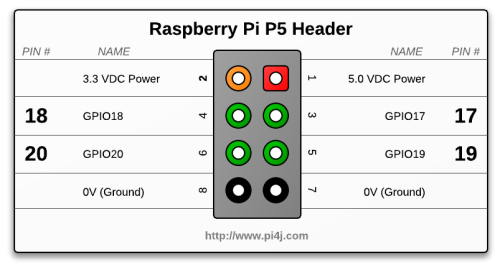 Raspberry Pi P5 Header
PIN # NAME NAME PIN #
3.3 VDC Power 2 1 5.0 VDC Power
18 GPIO18 4 3 GPIO17 17
20 GPIO20 6 5 GPIO19 19
0V (Ground) 8 7 0V (Ground)
http://www.pi4j.com